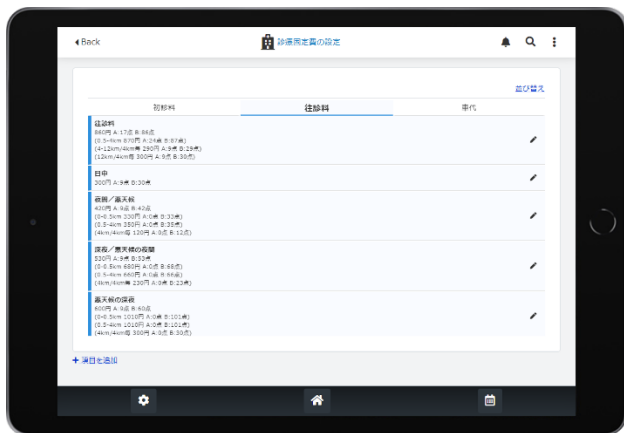 Back
診療固定費の設定
並び替え
初診料
往診料
車代
往診料
860円 A:17点 B:86点
(0.5-4km 870円 A:24点 B:87点)
(4-12km/4km毎 290円 A:9点 B:29点)
(12km/4km毎 300円 A:9点 B:30点)
日中
300円 A:9点 B:30点
夜間／悪天候
420円 A:9点 B:42点
(0-0.5km 330円 A:0点 B:33点)
(0.5-4km 350円 A:0点 B:35点)
(4km/4km毎 120円 A:0点 B:12点)
深夜／悪天候の夜間
530円 A:9点 B:53点
(0-0.5km 680円 A:0点 B:68点)
(0.5-4km 660円 A:0点 B:66点)
(4km/4km毎 230円 A:0点 B:23点)
悪天候の深夜
600円 A:9点 B:60点
(0-0.5km 1010円 A:0点 B:101点)
(0.5-4km 1010円 A:0点 B:101点)
(4km/4km毎 300円 A:0点 B:30点)
+ 項目を追加